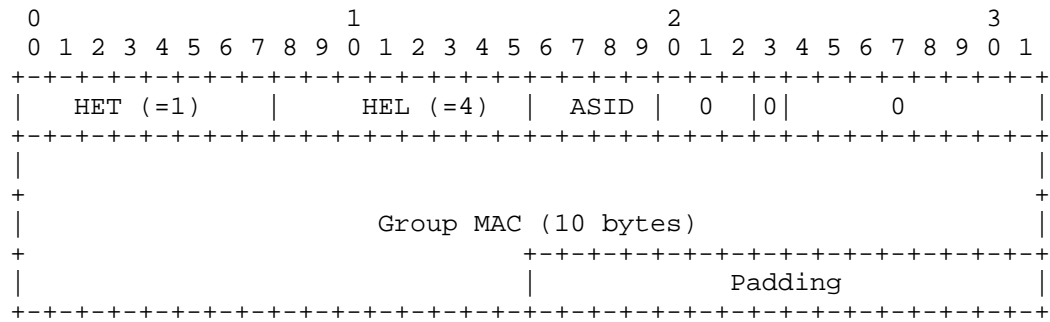 0                   1                   2                   3
 0 1 2 3 4 5 6 7 8 9 0 1 2 3 4 5 6 7 8 9 0 1 2 3 4 5 6 7 8 9 0 1
+-+-+-+-+-+-+-+-+-+-+-+-+-+-+-+-+-+-+-+-+-+-+-+-+-+-+-+-+-+-+-+-+
|   HET (=1)    |     HEL (=4)  |  ASID |  0  |0|      0        |
+-+-+-+-+-+-+-+-+-+-+-+-+-+-+-+-+-+-+-+-+-+-+-+-+-+-+-+-+-+-+-+-+
|                                                               |
+                                                               +
|                      Group MAC (10 bytes)                     |
+                               +-+-+-+-+-+-+-+-+-+-+-+-+-+-+-+-+
|                               |            Padding            |
+-+-+-+-+-+-+-+-+-+-+-+-+-+-+-+-+-+-+-+-+-+-+-+-+-+-+-+-+-+-+-+-+